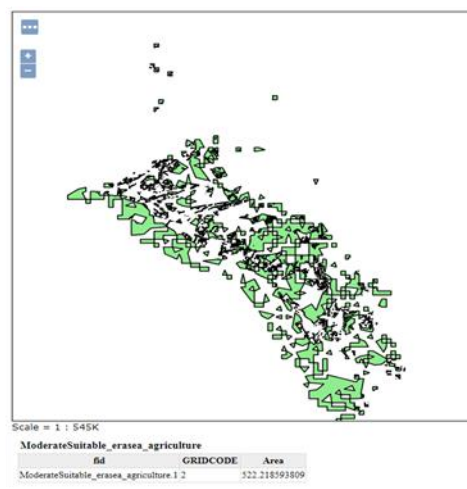 ...
+
−
Scale = 1 : 545K
ModerateSuitable_erasea_agriculture
fid GRIDCODE Area
ModerateSuitable_erasea_agriculture.1 2 522.218593809